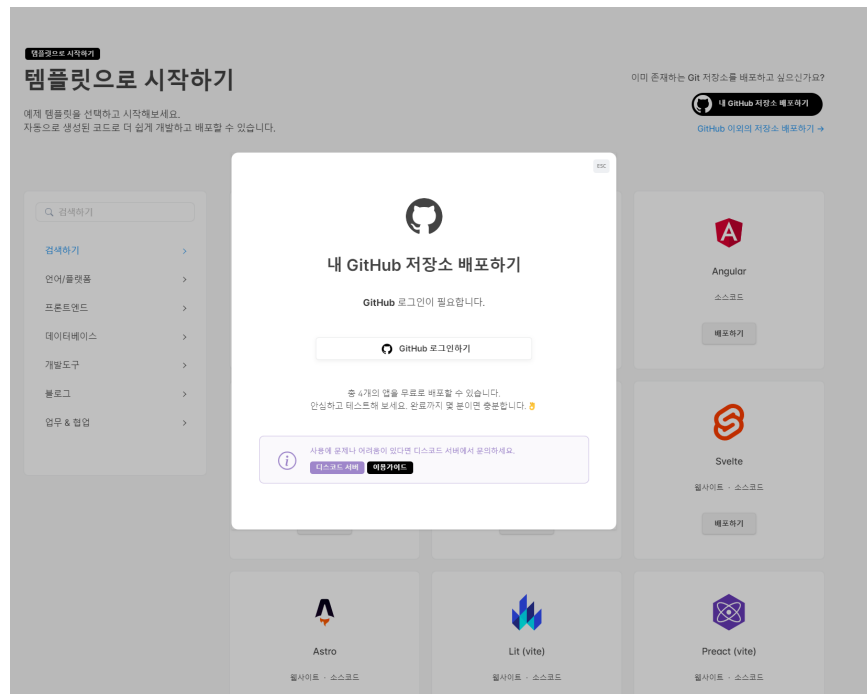 템플릿으로 시작하기
템플릿으로 시작하기
예제 템플릿을 선택하고 시작해보세요.
자동으로 생성된 코드로 더 쉽게 개발하고 배포할 수 있습니다.
이미 존재하는 Git 저장소를 배포하고 싶으신가요?
내 GitHub 저장소 배포하기
GitHub 이외의 저장소 배포하기 →
검색하기
검색하기
언어/플랫폼
프론트엔드
데이터베이스
개발도구
블로그
업무 & 협업
ESC
내 GitHub 저장소 배포하기
GitHub 로그인이 필요합니다.
GitHub 로그인하기
총 4개의 앱을 무료로 배포할 수 있습니다.
안심하고 테스트해 보세요. 완료까지 몇 분이면 충분합니다.
사용에 문제나 어려움이 있다면 디스코드 서버에서 문의하세요.
디스코드 서버 이용가이드
Angular
소스코드
배포하기
Svelte
웹사이트 · 소스코드
배포하기
Astro
웹사이트 · 소스코드
Lit (vite)
웹사이트 · 소스코드
Preact (vite)
웹사이트 · 소스코드